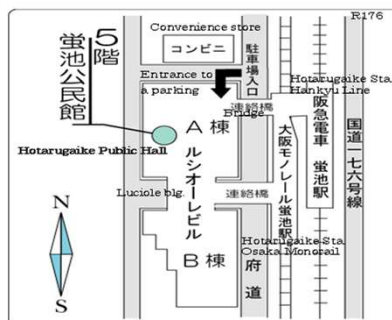 Convenience store
コンビニ
R176
5階
蛍池公民館
駐車場入口
Entrance to
a parking
Hotarugaike Sta.
Hankyu Line
連絡橋
Bridge
A棟
Hotarugaike Public Hall
ルシオーレビル
Luciole blg.
連絡橋
B棟
大阪モノレール蛍池駅
Hotarugaike Sta.
Osaka Monorail
阪急電車 蛍池駅
国道一七六号線
府道
N
S